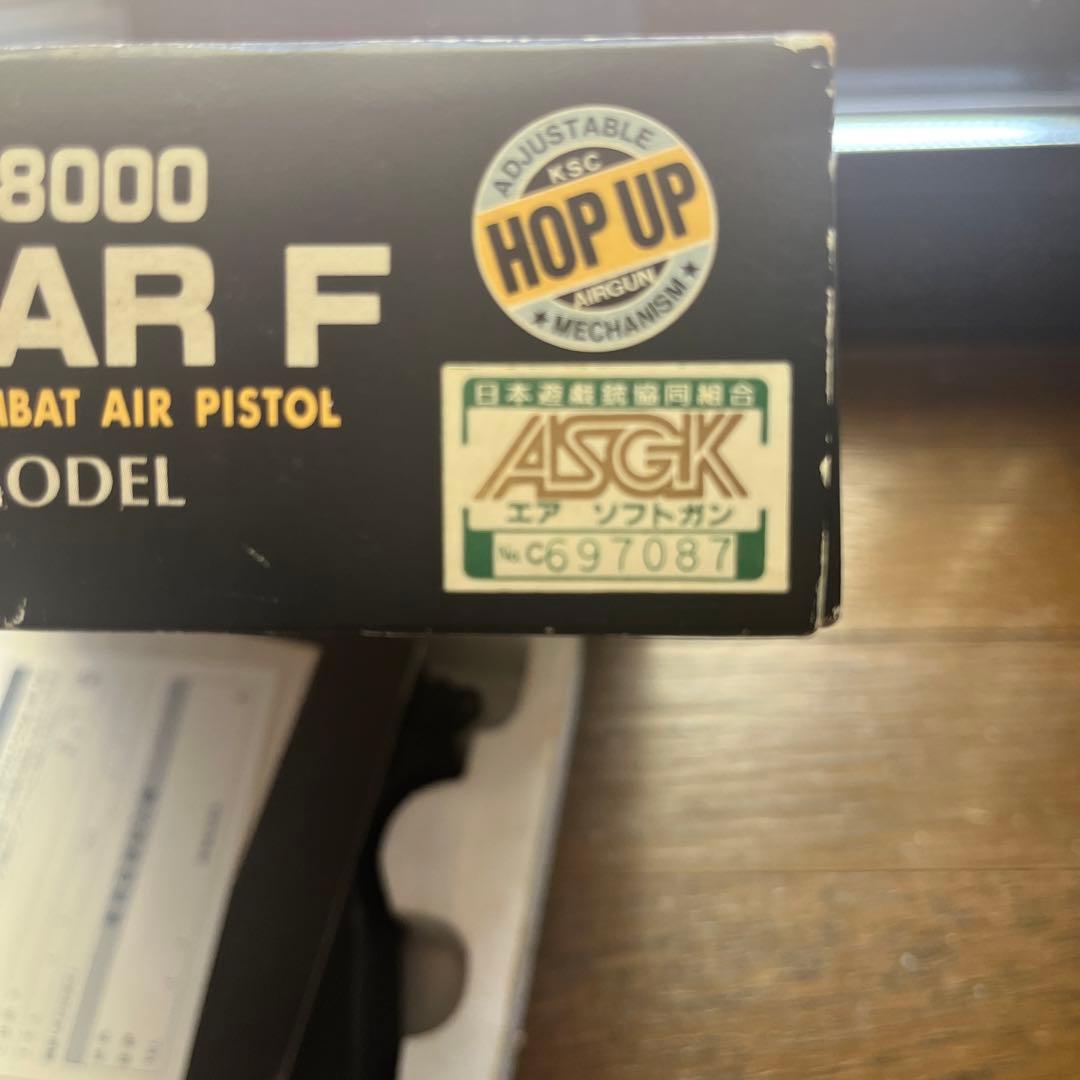 8000
AR F
MBAT AIR PISTOL
MODEL
ADJUSTABLE
KSC
HOP UP
AIRGUN
★MECHANISM★
日本遊戯銃協同組合
ASGK
エア ソフトガン
No.C697087